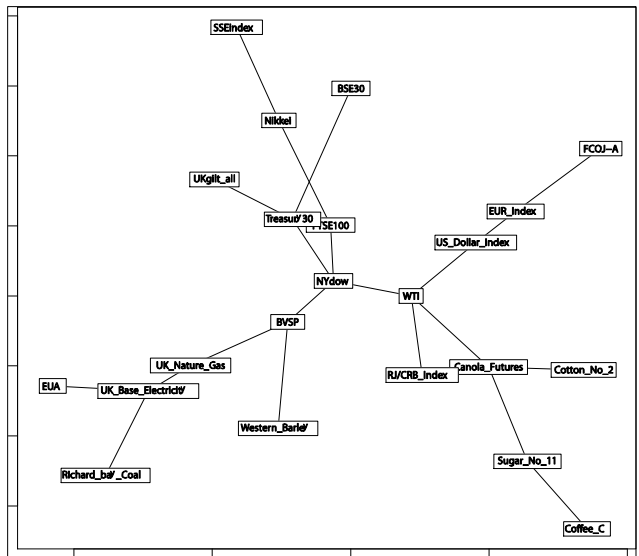 SSEIndex
BSE30
Nikkei
FCOJ-A
UKgilt_all
EUR_Index
Treasury30
FTSE100
US_Dollar_Index
NYdow
WTI
BVSP
UK_Nature_Gas
Canola_Futures
Cotton_No_2
RJ/CRB_Index
EUA
UK_Base_Electricity
Western_Barley
Sugar_No_11
Richard_bay_Coal
Coffee_C